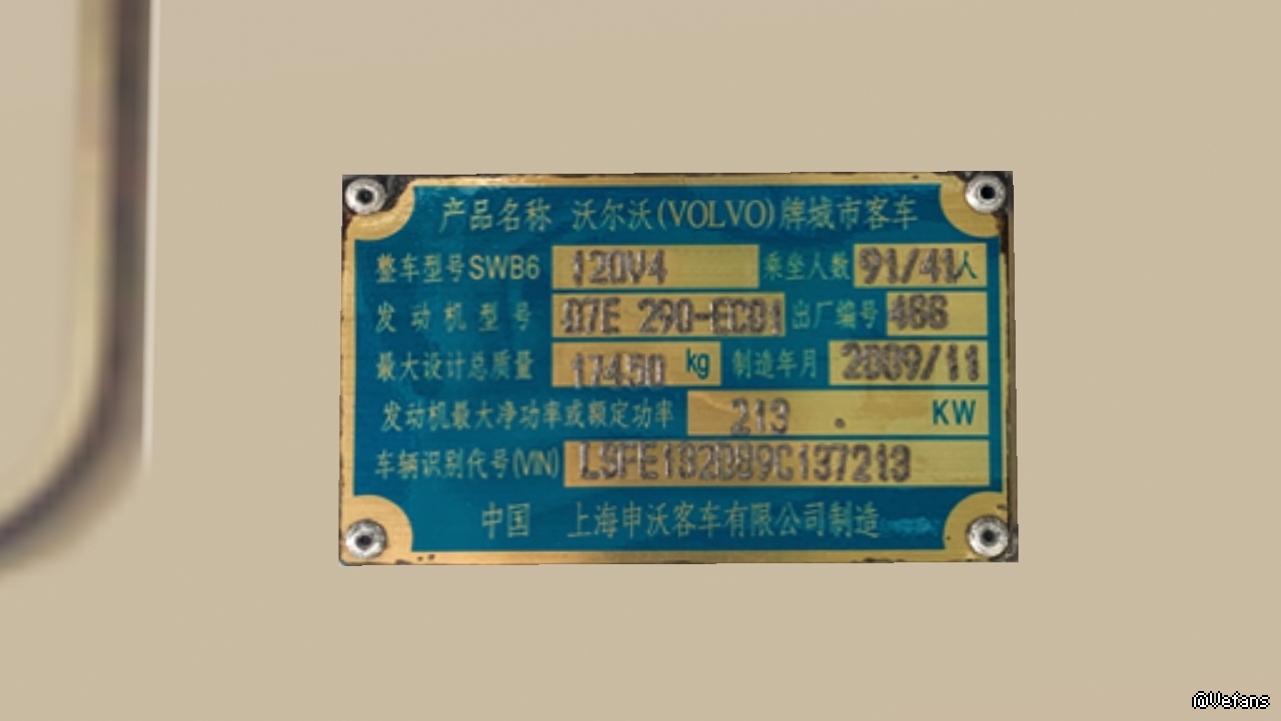 产品名称 沃尔沃(VOLVO)牌城市客车
整车型号SWB6 120V4 乘坐人数 91/41人
发动机型号 D7E 290-EC01 出厂编号 466
最大设计总质量 17450 kg 制造年月 2009/11
发动机最大净功率或额定功率 213 . KW
车辆识别代号(VIN)
中国 上海申沃客车有限公司制造
@Vefans